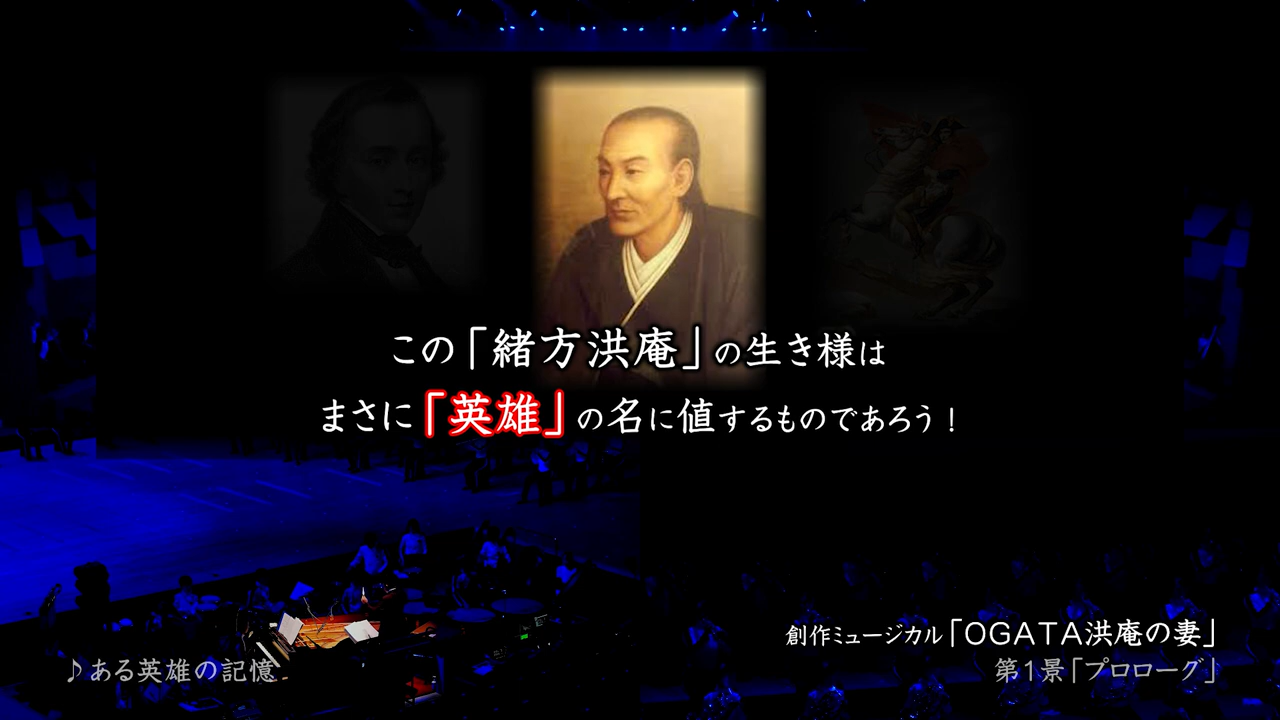 この「緒方洪庵」の生き様は
まさに「英雄」の名に値するものであろう！
創作ミュージカル「OGATA洪庵の妻」
♪ある英雄の記憶
第1景「プロローグ」